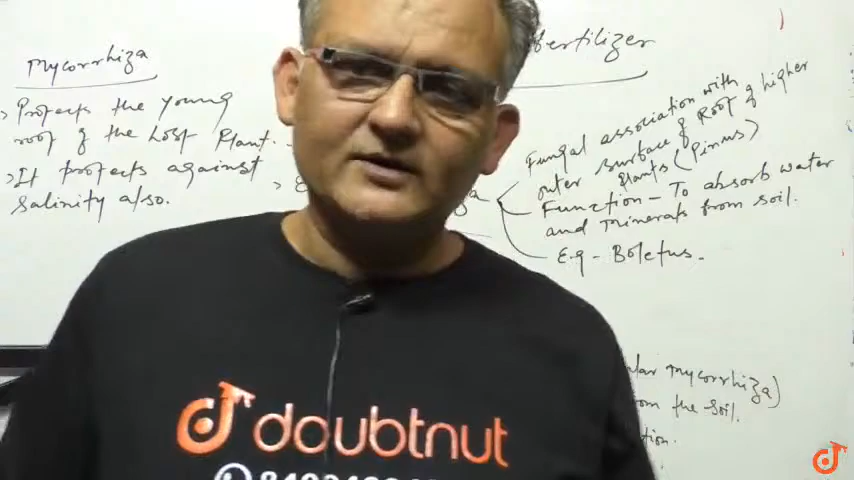 Mycorrhiza
fertilizer
Protects the young
root of the Host Plant.
It protects against
Salinity also.
Fungal association with
outer surface of Root of higher
plants (Pinus)
Function - To absorb water
and minerals from soil.
E.g - Boletus.
mycorrhiza)
from the soil.
doubtnut